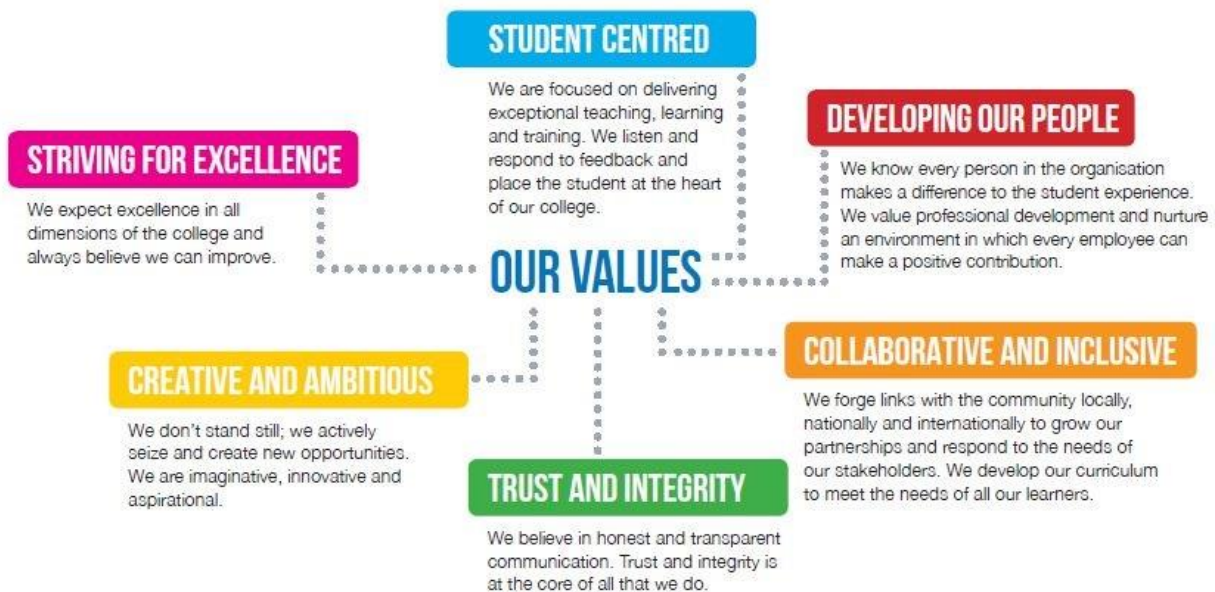 STUDENT CENTRED
We are focused on delivering
exceptional teaching, learning
and training. We listen and
respond to feedback and
place the student at the heart
of our college.
DEVELOPING OUR PEOPLE
We know every person in the organisation
makes a difference to the student experience.
We value professional development and nurture
an environment in which every employee can
make a positive contribution.
STRIVING FOR EXCELLENCE
We expect excellence in all
dimensions of the college and
always believe we can improve.
OUR VALUES
CREATIVE AND AMBITIOUS
We don't stand still; we actively
seize and create new opportunities.
We are imaginative, innovative and
aspirational.
COLLABORATIVE AND INCLUSIVE
We forge links with the community locally,
nationally and internationally to grow our
partnerships and respond to the needs of
our stakeholders. We develop our curriculum
to meet the needs of all our learners.
TRUST AND INTEGRITY
We believe in honest and transparent
communication. Trust and integrity is
at the core of all that we do.